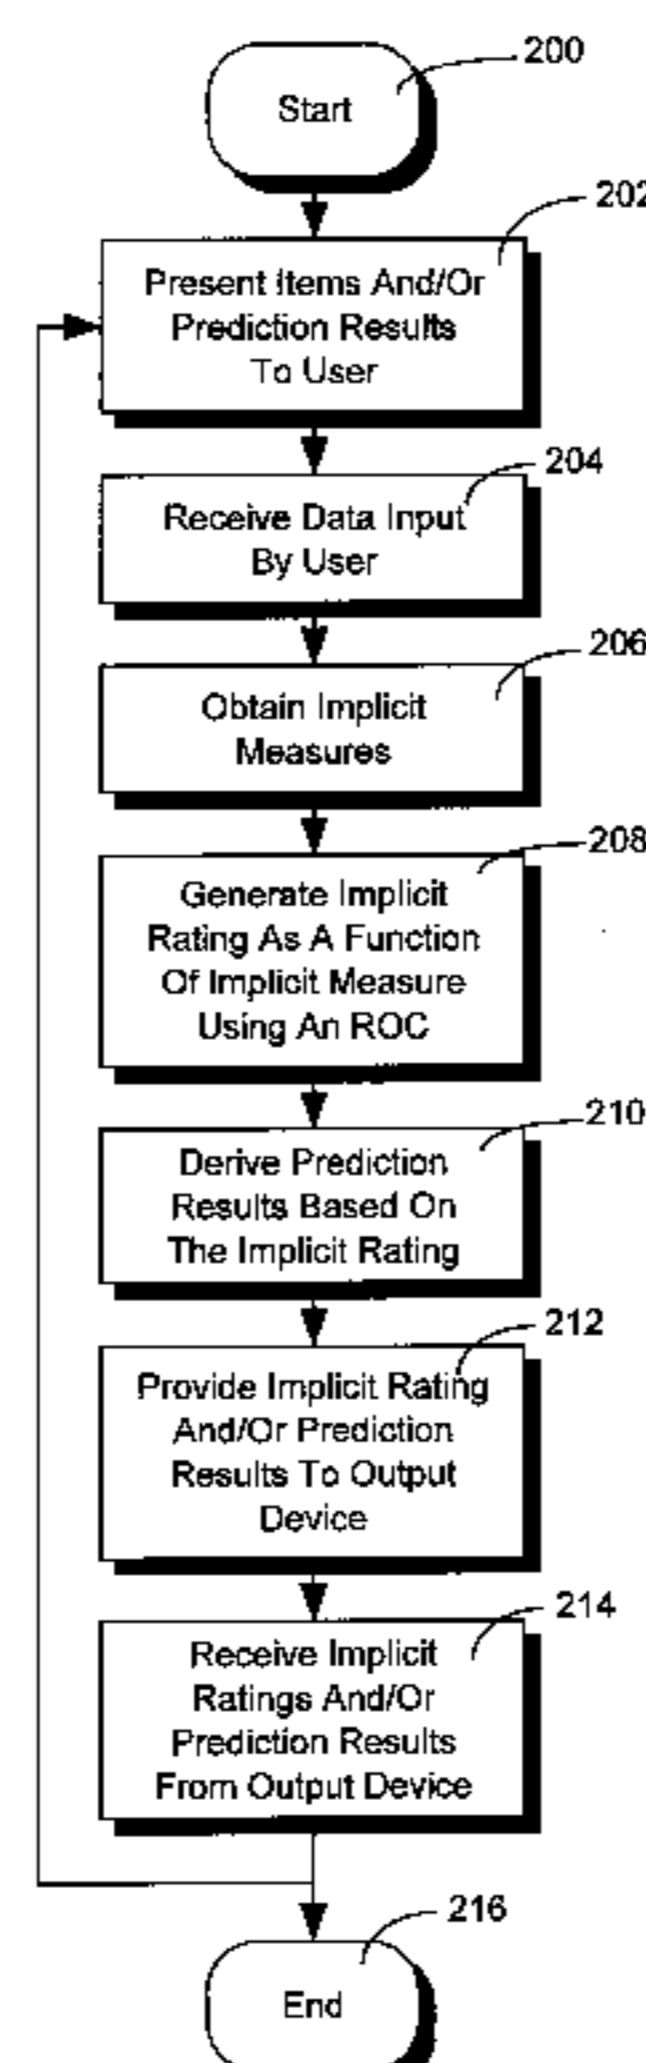 200
Start
202
Present Items And/Or
Prediction Results
To User
204
Receive Data Input
By User
206
Obtain Implicit
Measures
208
Generate Implicit
Rating As A Function
Of Implicit Measure
Using An ROC
210
Derive Prediction
Results Based On
The Implicit Rating
212
Provide Implicit Rating
And/Or Prediction
Results To Output
Device
214
Receive Implicit
Ratings And/Or
Prediction Results
From Output Device
216
End